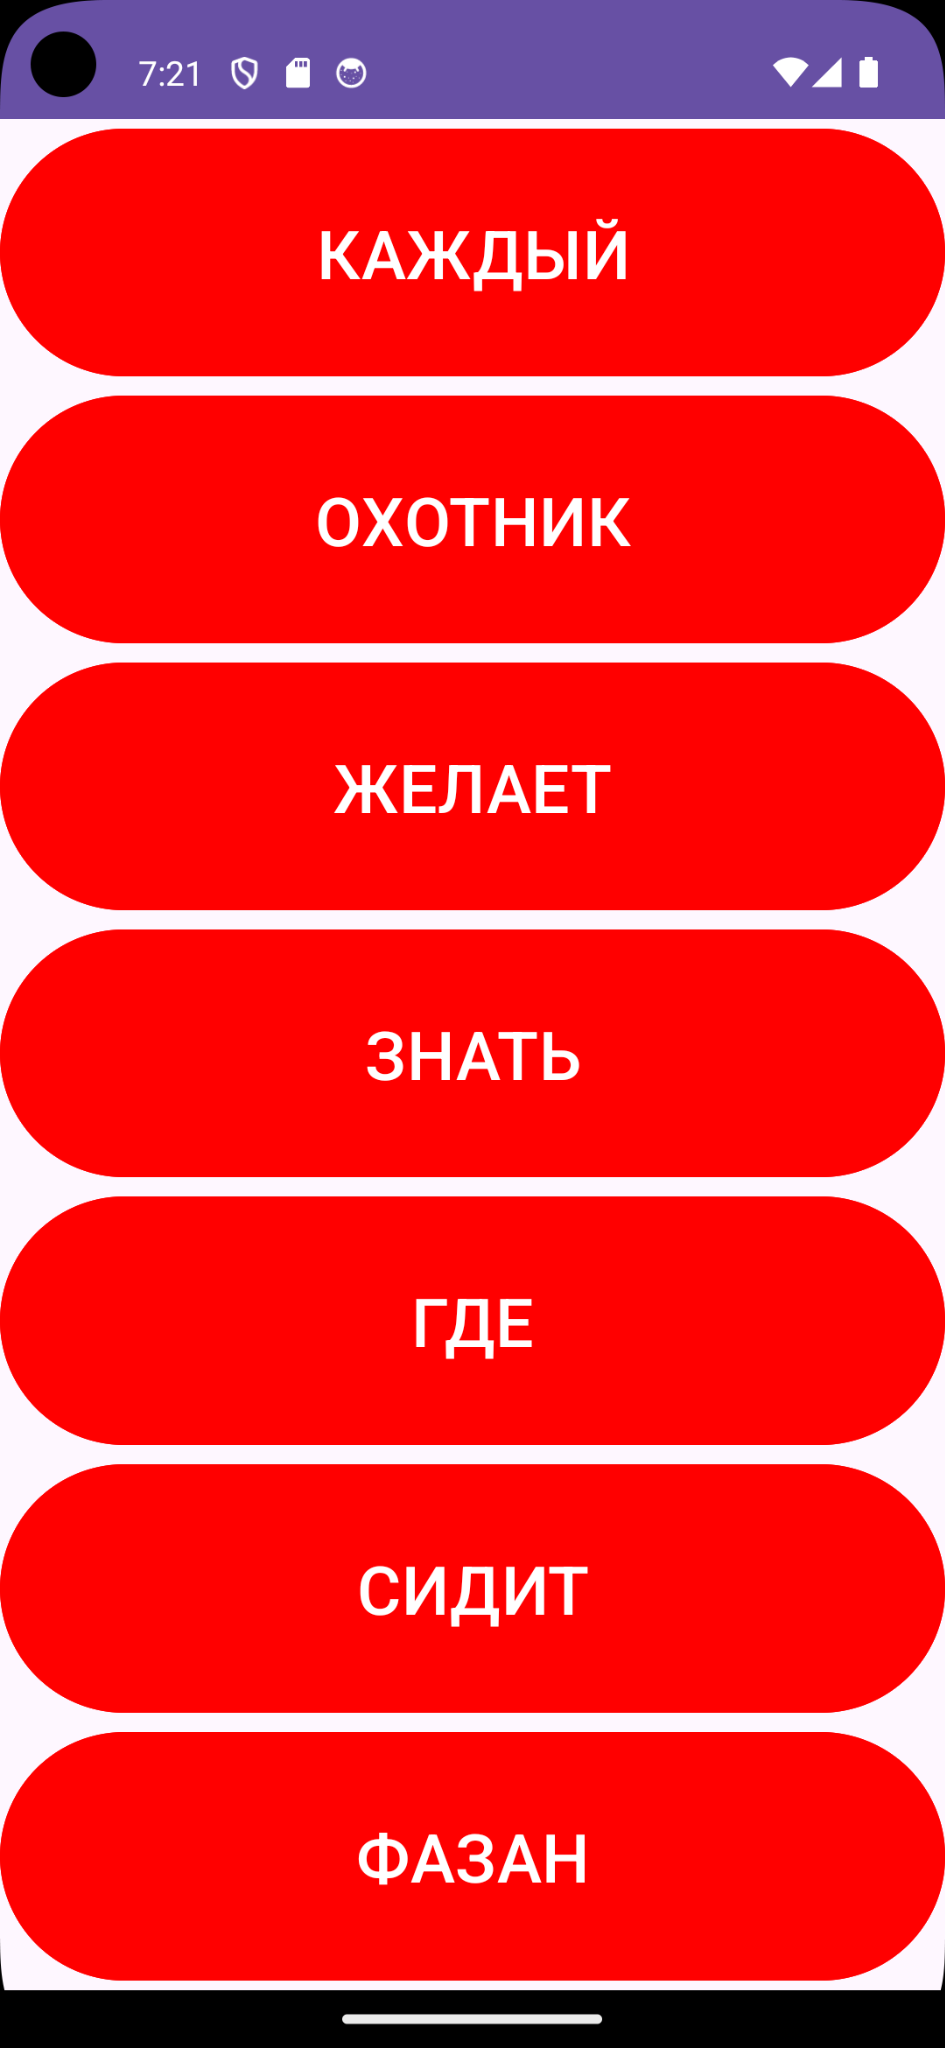 7:21
КАЖДЫЙ
ОХОТНИК
ЖЕЛАЕТ
ЗНАТЬ
ГДЕ
СИДИТ
ФАЗАН